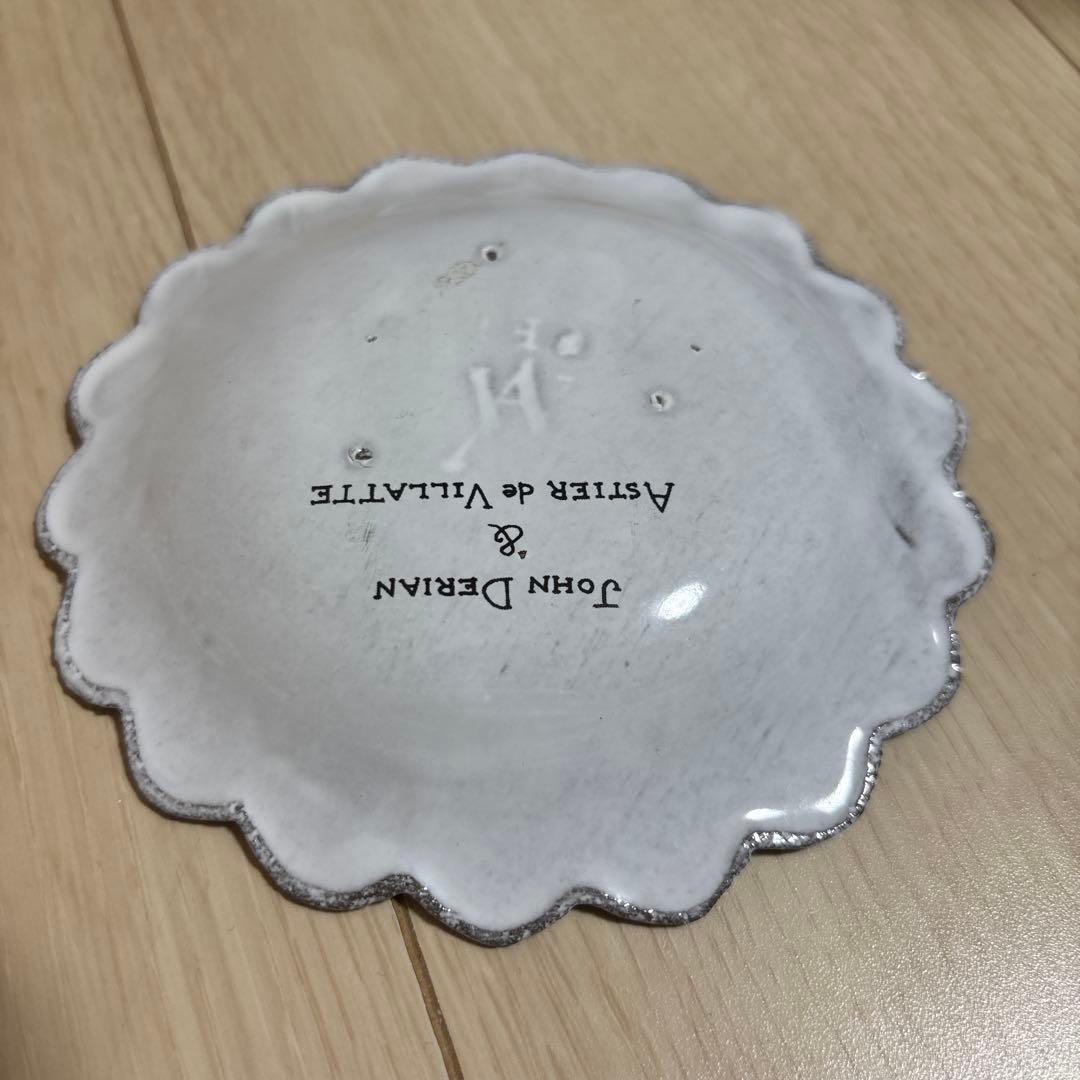 JOHN DERIAN
&
ASTIER de VILLATTE